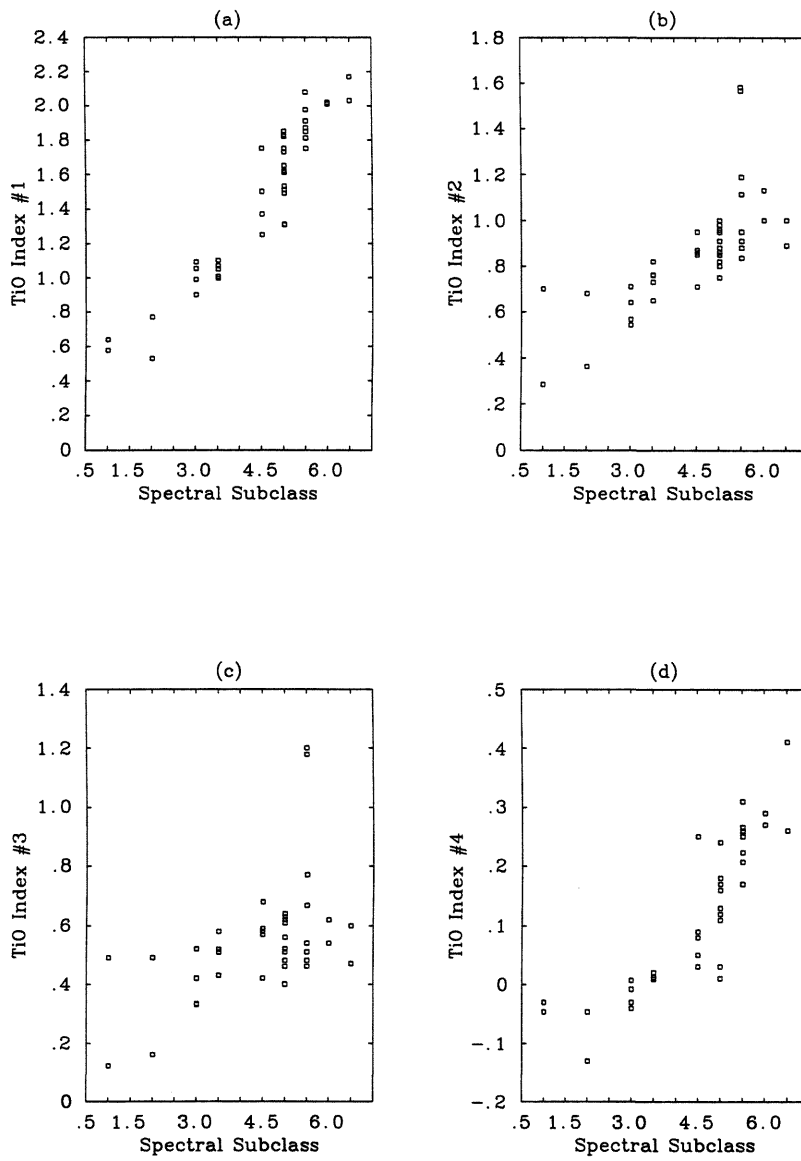 (a)
2.4
2.2
2.0
1.8
1.6
1.4
1.2
1.0
.8
.6
.4
.2
0
TiO Index #1
.5 1.5 3.0 4.5 6.0
Spectral Subclass
(b)
1.8
1.6
1.4
1.2
1.0
.8
.6
.4
.2
0
TiO Index #2
.5 1.5 3.0 4.5 6.0
Spectral Subclass
(c)
1.4
1.2
1.0
.8
.6
.4
.2
0
TiO Index #3
.5 1.5 3.0 4.5 6.0
Spectral Subclass
(d)
.5
.4
.3
.2
.1
0
-.1
-.2
TiO Index #4
.5 1.5 3.0 4.5 6.0
Spectral Subclass